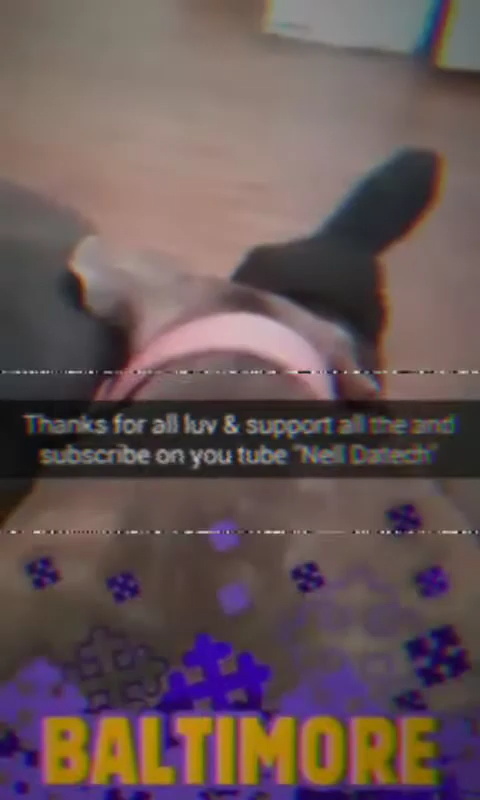 Thanks for all luv & support all the and
subscribe on you tube "Nell Datech"
BALTIMORE